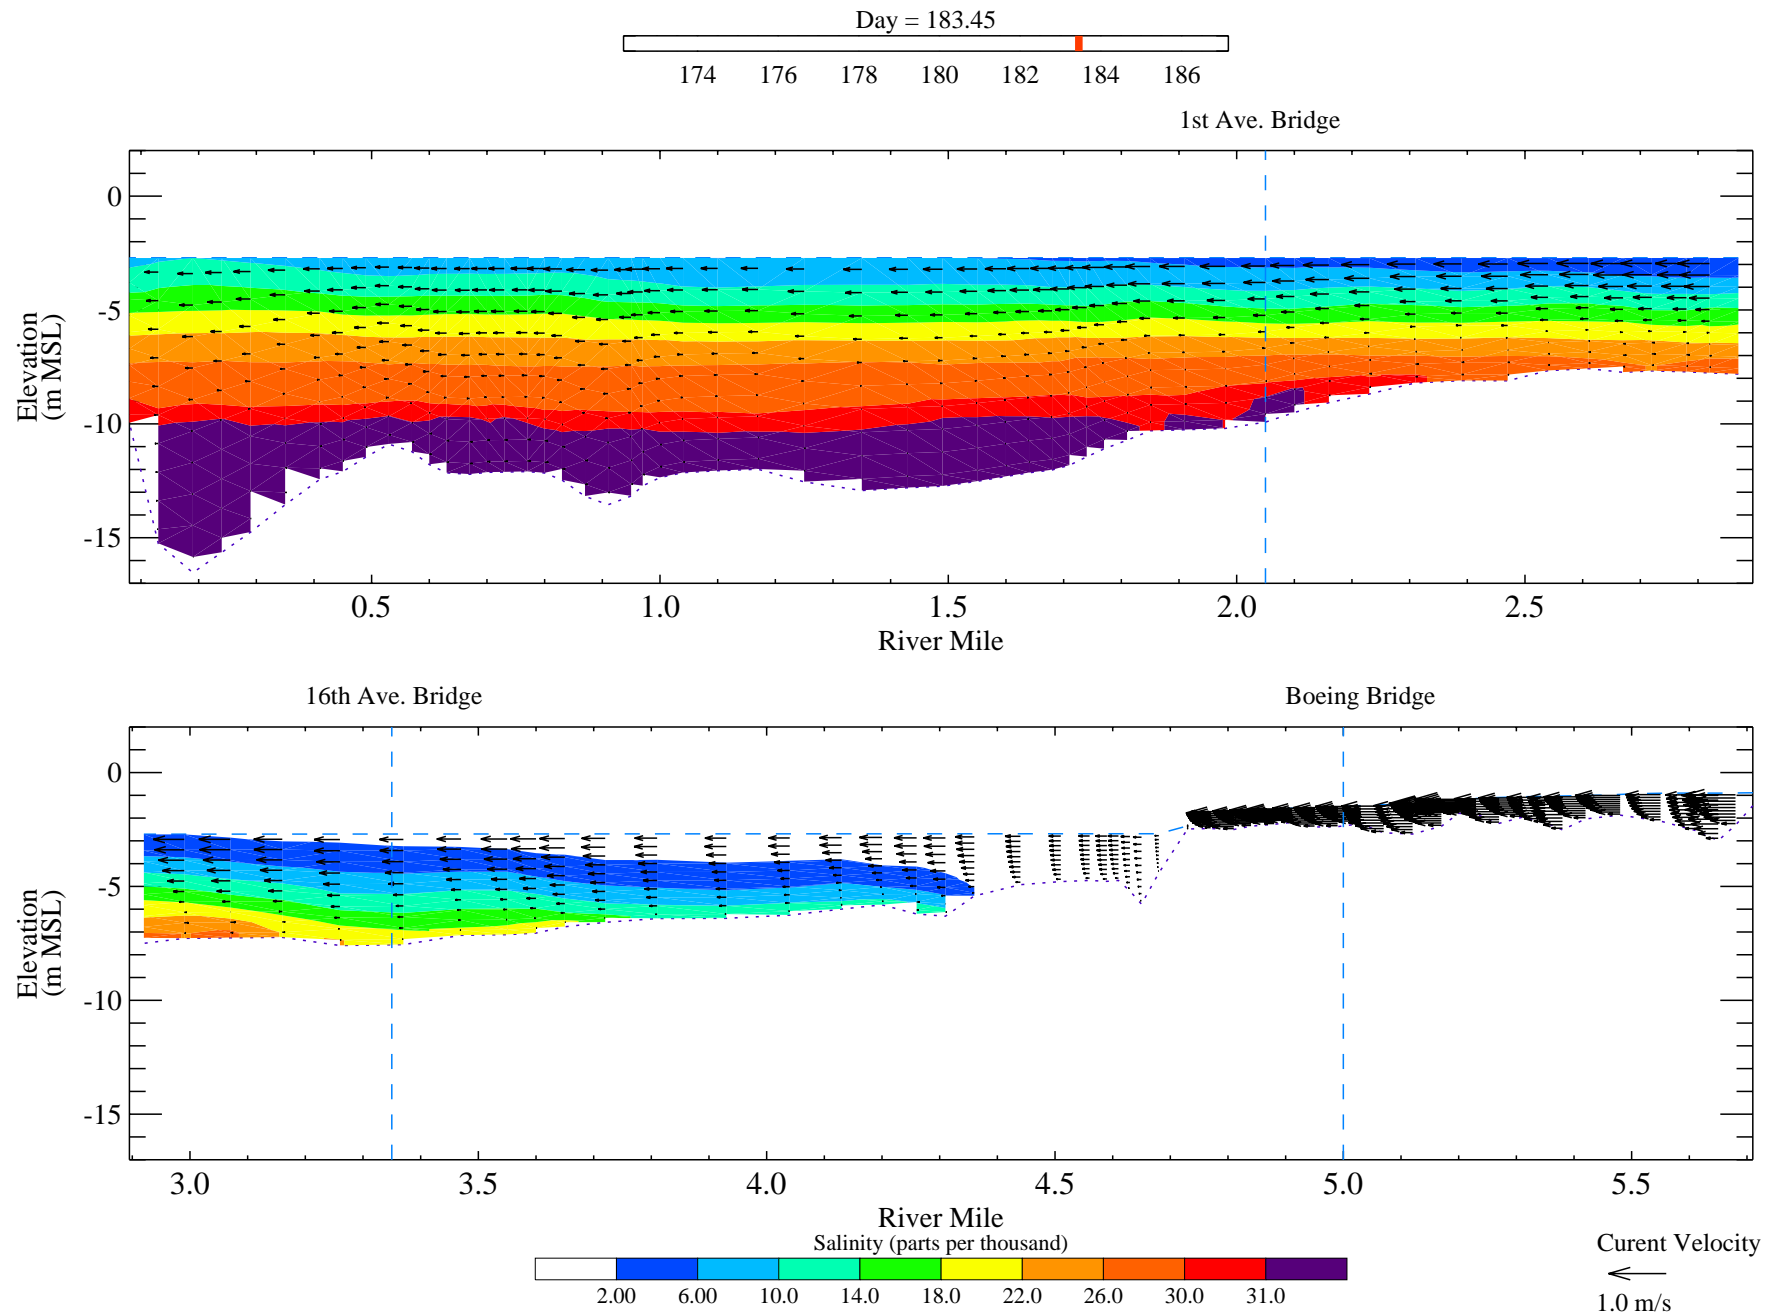 Day = 183.45
174 176 178 180 182 184 186
1st Ave. Bridge
0
-5
-10
-15
Elevation
(m MSL)
0.5 1.0 1.5 2.0 2.5
River Mile
16th Ave. Bridge
Boeing Bridge
0
-5
-10
-15
Elevation
(m MSL)
3.0 3.5 4.0 4.5 5.0 5.5
River Mile
Salinity (parts per thousand)
2.00 6.00 10.0 14.0 18.0 22.0 26.0 30.0 31.0
Curent Velocity
1.0 m/s